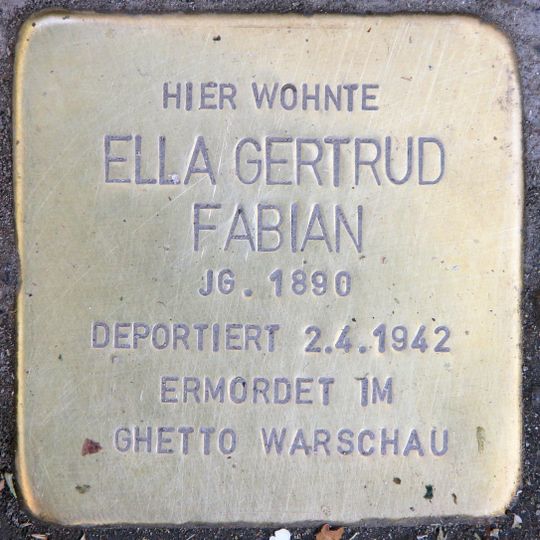 HIER WOHNTE
ELLA GERTRUD
FABIAN
JG. 1890
DEPORTIERT 2.4.1942
ERMORDET IM
GHETTO WARSCHAU